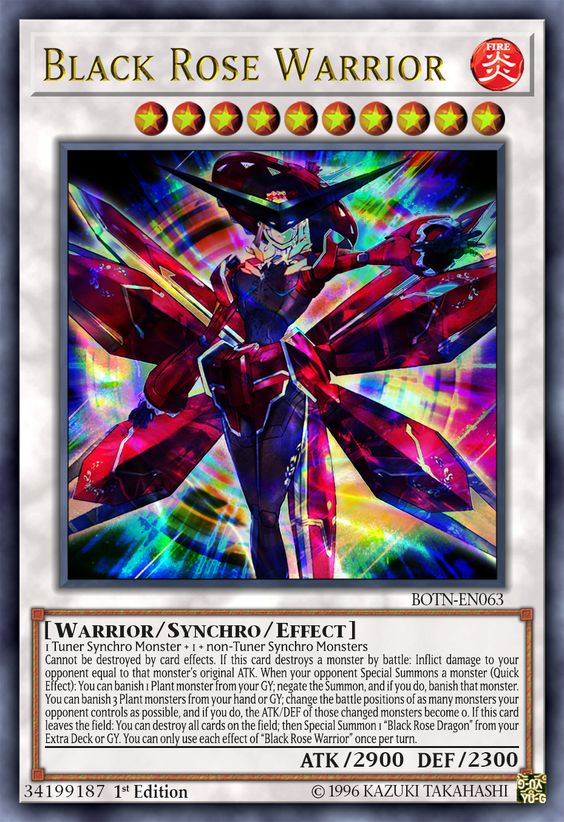 BLACK ROSE WARRIOR
FIRE
炎
BOTN-EN063
[WARRIOR/SYNCHRO/EFFECT]
1 Tuner Synchro Monster + 1 + non-Tuner Synchro Monsters
Cannot be destroyed by card effects. If this card destroys a monster by battle: Inflict damage to your
opponent equal to that monster's original ATK. When your opponent Special Summons a monster (Quick
Effect): You can banish 1 Plant monster from your GY; negate the Summon, and if you do, banish that monster.
You can banish 3 Plant monsters from your hand or GY; change the battle positions of as many monsters your
opponent controls as possible, and if you do, the ATK/DEF of those changed monsters become 0. If this card
leaves the field: You can destroy all cards on the field; then Special Summon 1 "Black Rose Dragon" from your
Extra Deck or GY. You can only use each effect of "Black Rose Warrior" once per turn.
ATK/2900 DEF/2300
34199187 1st Edition © 1996 KAZUKI TAKAHASHI